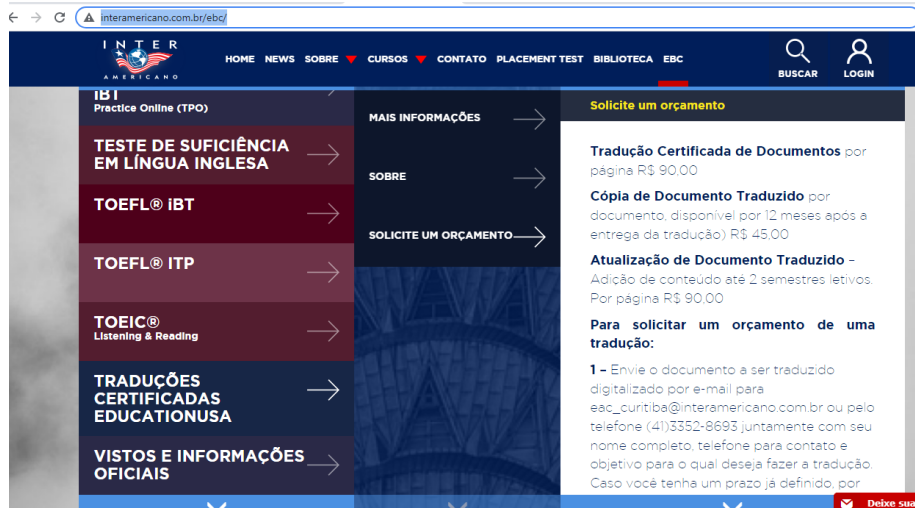 interamericano.com.br/ebc/
INTER
AMERICANO
HOME NEWS SOBRE CURSOS CONTATO PLACEMENT TEST BIBLIOTECA EBC
BUSCAR
LOGIN
iBT
Practice Online (TPO)
TESTE DE SUFICIÊNCIA
EM LÍNGUA INGLESA
TOEFL® iBT
TOEFL® ITP
TOEIC®
Listening & Reading
TRADUÇÕES
CERTIFICADAS
EDUCATIONUSA
VISTOS E INFORMAÇÕES
OFICIAIS
MAIS INFORMAÇÕES
SOBRE
SOLICITE UM ORÇAMENTO
Solicite um orçamento
Tradução Certificada de Documentos por
página R$ 90,00
Cópia de Documento Traduzido por
documento, disponível por 12 meses após a
entrega da tradução) R$ 45,00
Atualização de Documento Traduzido –
Adição de conteúdo até 2 semestres letivos.
Por página R$ 90,00
Para solicitar um orçamento de uma
tradução:
1 – Envie o documento a ser traduzido
digitalizado por e-mail para
eac_curitiba@interamericano.com.br ou pelo
telefone (41)3352-8693 juntamente com seu
nome completo, telefone para contato e
objetivo para o qual deseja fazer a tradução.
Caso você tenha um prazo já definido, por
Deixe sua